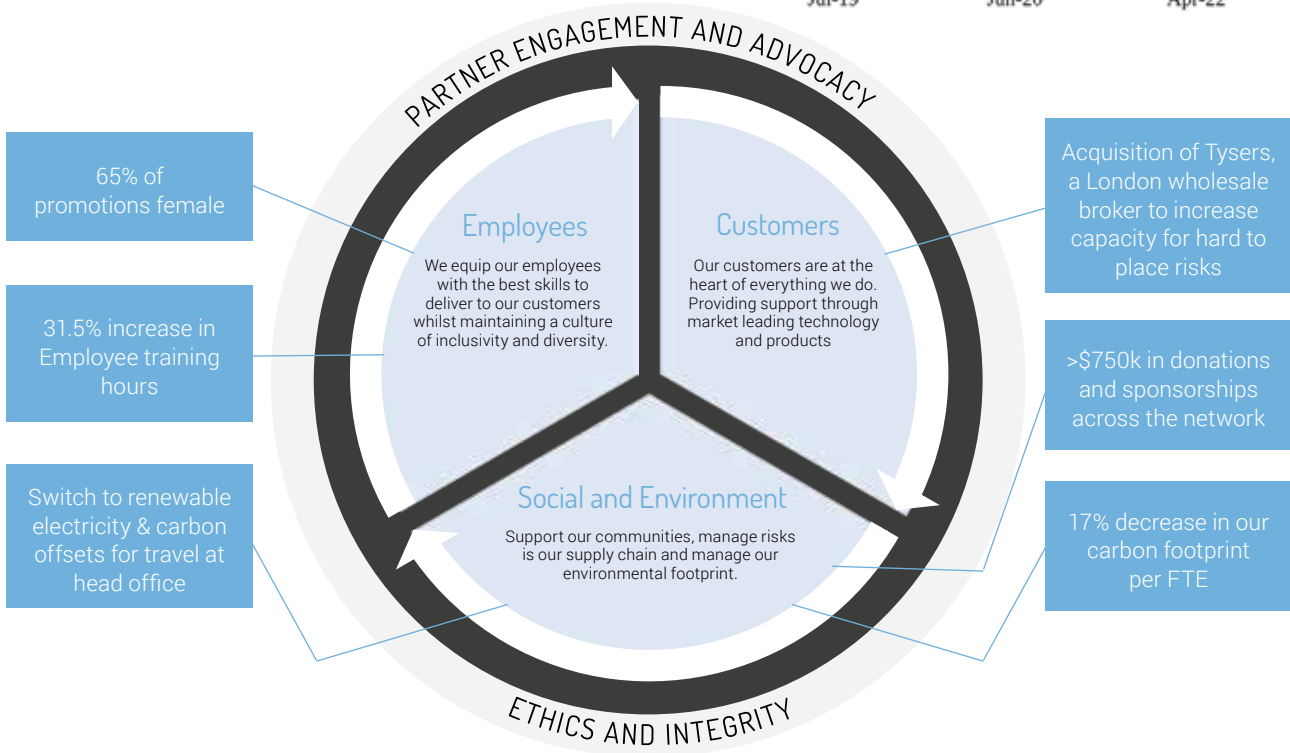 Jul-19 Jun-20 Apr-22
PARTNER ENGAGEMENT AND ADVOCACY
65% of
promotions female
31.5% increase in
Employee training
hours
Switch to renewable
electricity & carbon
offsets for travel at
head office
Employees
We equip our employees
with the best skills to
deliver to our customers
whilst maintaining a culture
of inclusivity and diversity.
Customers
Our customers are at the
heart of everything we do.
Providing support through
market leading technology
and products
Social and Environment
Support our communities, manage risks
is our supply chain and manage our
environmental footprint.
Acquisition of Tysers,
a London wholesale
broker to increase
capacity for hard to
place risks
>$750k in donations
and sponsorships
across the network
17% decrease in our
carbon footprint
per FTE
ETHICS AND INTEGRITY